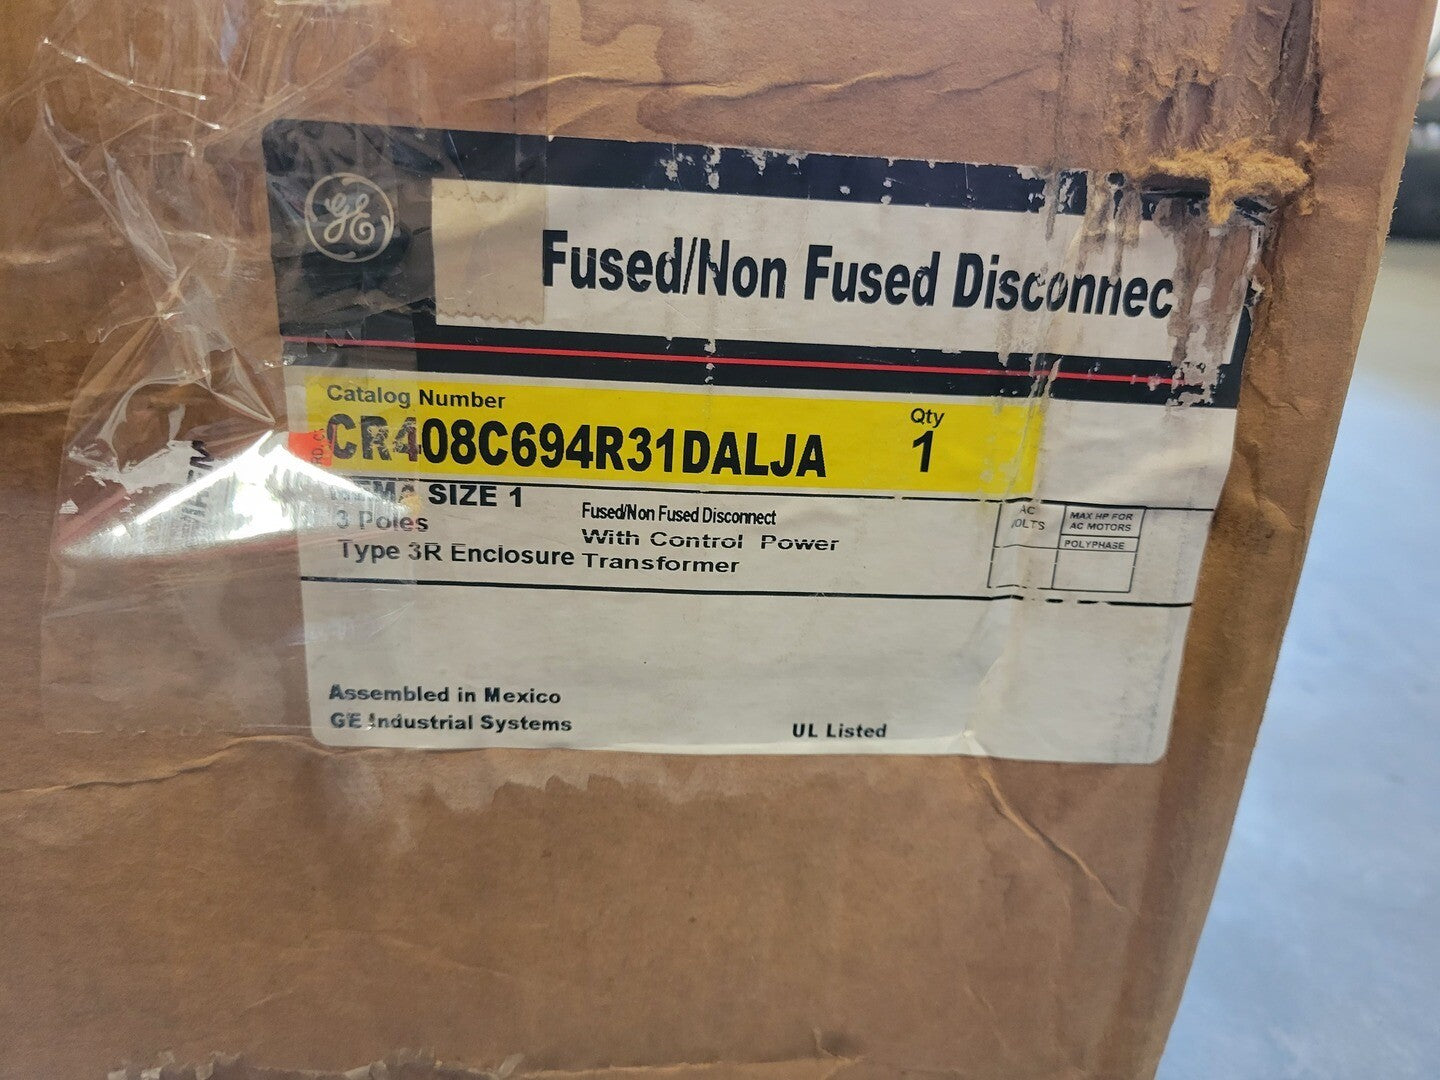 GE
Fused/Non Fused Disconnec
Catalog Number
Qty
CR408C694R31DALJA
1
NEMA SIZE 1
3 Poles
Type 3R Enclosure
Fused/Non Fused Disconnect
With Control Power
Transformer
AC
VOLTS
MAX HP FOR
AC MOTORS
POLYPHASE
Assembled in Mexico
GE Industrial Systems
UL Listed